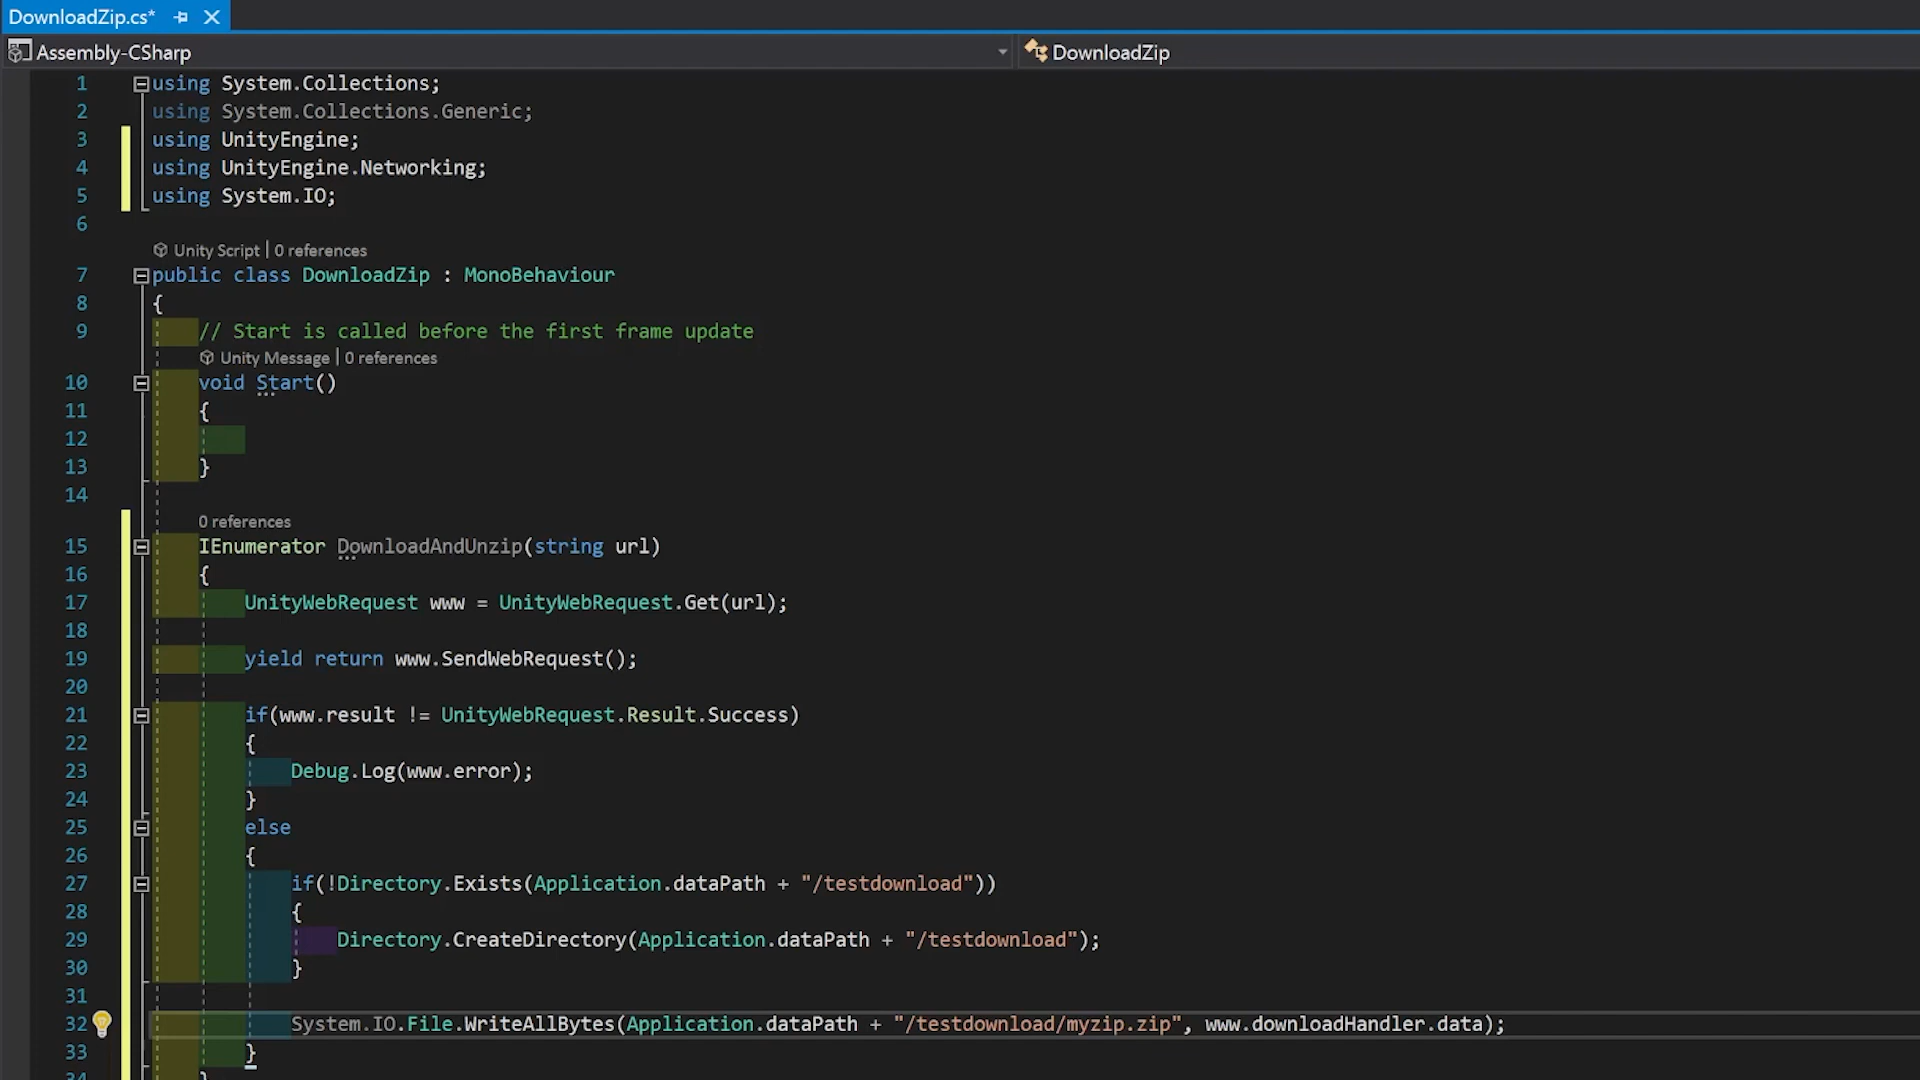 DownloadZip.cs*
Assembly-CSharp
DownloadZip
1 using System.Collections;
2 using System.Collections.Generic;
3 using UnityEngine;
4 using UnityEngine.Networking;
5 using System.IO;
6
Unity Script | 0 references
7 public class DownloadZip : MonoBehaviour
8 {
9 // Start is called before the first frame update
Unity Message | 0 references
10 void Start()
11 {
12
13 }
14
0 references
15 IEnumerator DownloadAndUnzip(string url)
16 {
17 UnityWebRequest www = UnityWebRequest.Get(url);
18
19 yield return www.SendWebRequest();
20
21 if(www.result != UnityWebRequest.Result.Success)
22 {
23 Debug.Log(www.error);
24 }
25 else
26 {
27 if(!Directory.Exists(Application.dataPath + "/testdownload"))
28 {
29 Directory.CreateDirectory(Application.dataPath + "/testdownload");
30 }
31
32 System.IO.File.WriteAllBytes(Application.dataPath + "/testdownload/myzip.zip", www.downloadHandler.data);
33 }
34 }